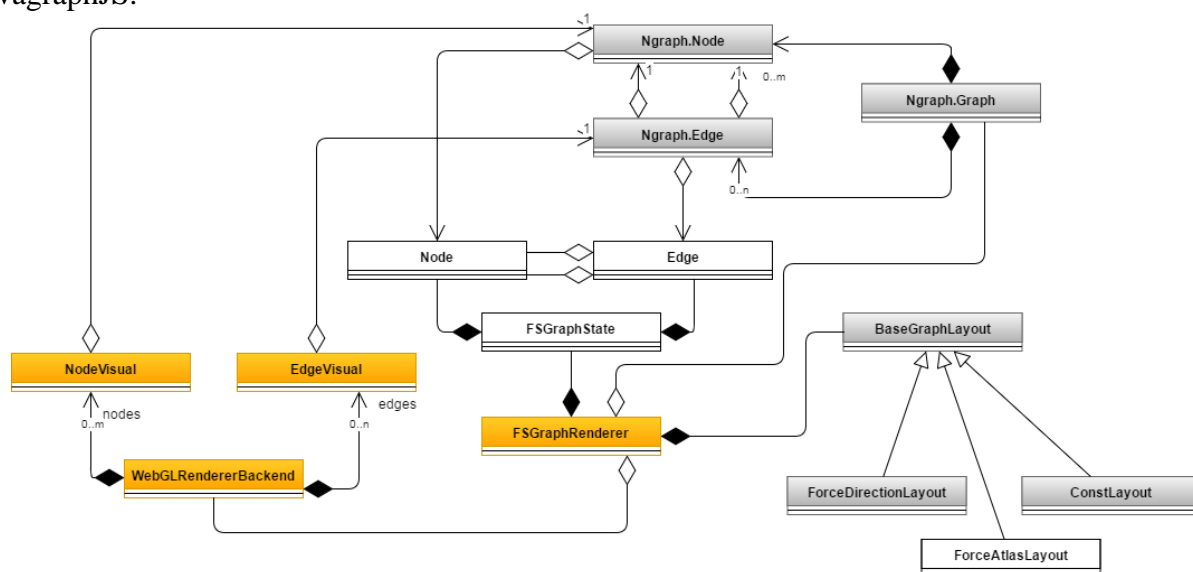 VagraphJS.
1
Ngraph.Node
1
1
0..m
Ngraph.Graph
1
Ngraph.Edge
0..n
Node
Edge
FSGraphState
BaseGraphLayout
NodeVisual
EdgeVisual
nodes
0..m
edges
0..n
FSGraphRenderer
WebGLRendererBackend
ForceDirectionLayout
ConstLayout
ForceAtlasLayout